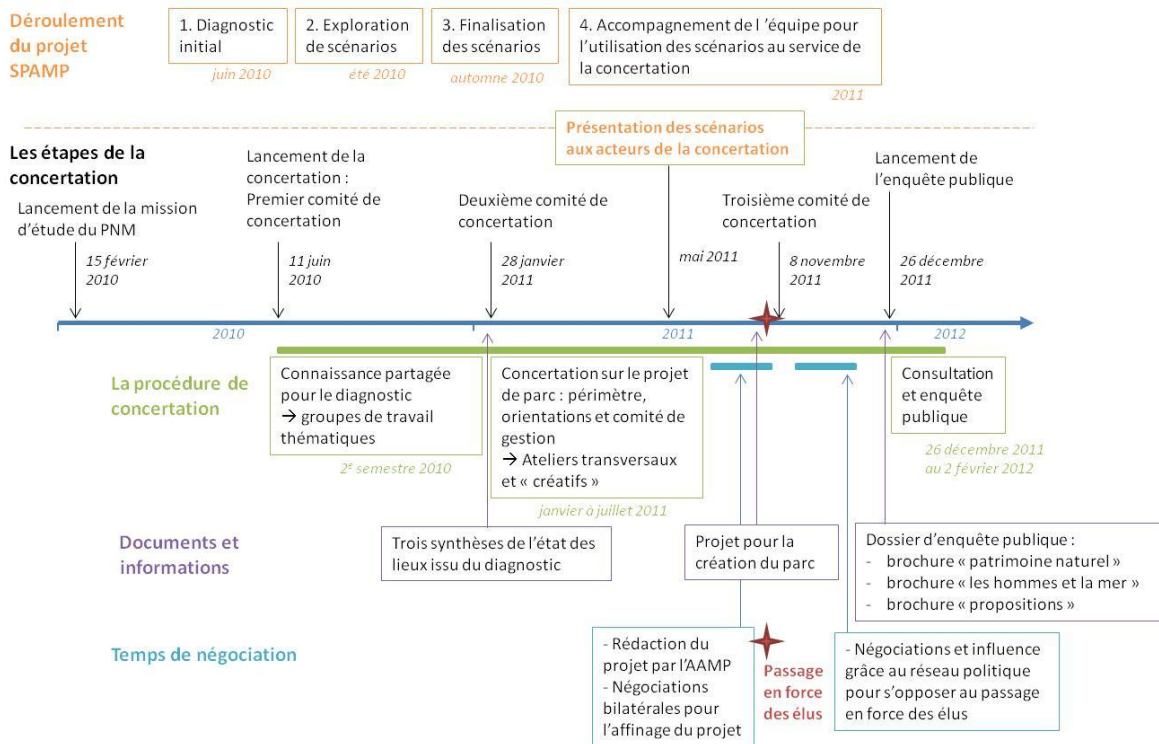 Déroulement
du projet
SPAMP
1. Diagnostic
initial
juin 2010
2. Exploration
de scénarios
été 2010
3. Finalisation
des scénarios
automne 2010
4. Accompagnement de l ’équipe pour
l’utilisation des scénarios au service de
la concertation
2011
Présentation des scénarios
aux acteurs de la concertation
Les étapes de la
concertation
Lancement de la mission
d’étude du PNM
15 février
2010
Lancement de la
concertation :
Premier comité de
concertation
11 juin
2010
Deuxième comité de
concertation
28 janvier
2011
mai 2011
Troisième comité de
concertation
8 novembre
2011
Lancement de
l’enquête publique
26 décembre
2011
2010
2011
2012
La procédure de
concertation
Connaissance partagée
pour le diagnostic
→ groupes de travail
thématiques
2e semestre 2010
Concertation sur le projet
de parc : périmètre,
orientations et comité de
gestion
→ Ateliers transversaux
et « créatifs »
janvier à juillet 2011
Consultation
et enquête
publique
26 décembre 2011
au 2 février 2012
Documents et
informations
Trois synthèses de l’état des
lieux issu du diagnostic
Projet pour la
création du parc
Dossier d’enquête publique :
- brochure « patrimoine naturel »
- brochure « les hommes et la mer »
- brochure « propositions »
Temps de négociation
- Rédaction du
projet par l’AAMP
- Négociations
bilatérales pour
l’affinage du projet
Passage
en force
des élus
- Négociations et influence
grâce au réseau politique
pour s’opposer au passage
en force des élus